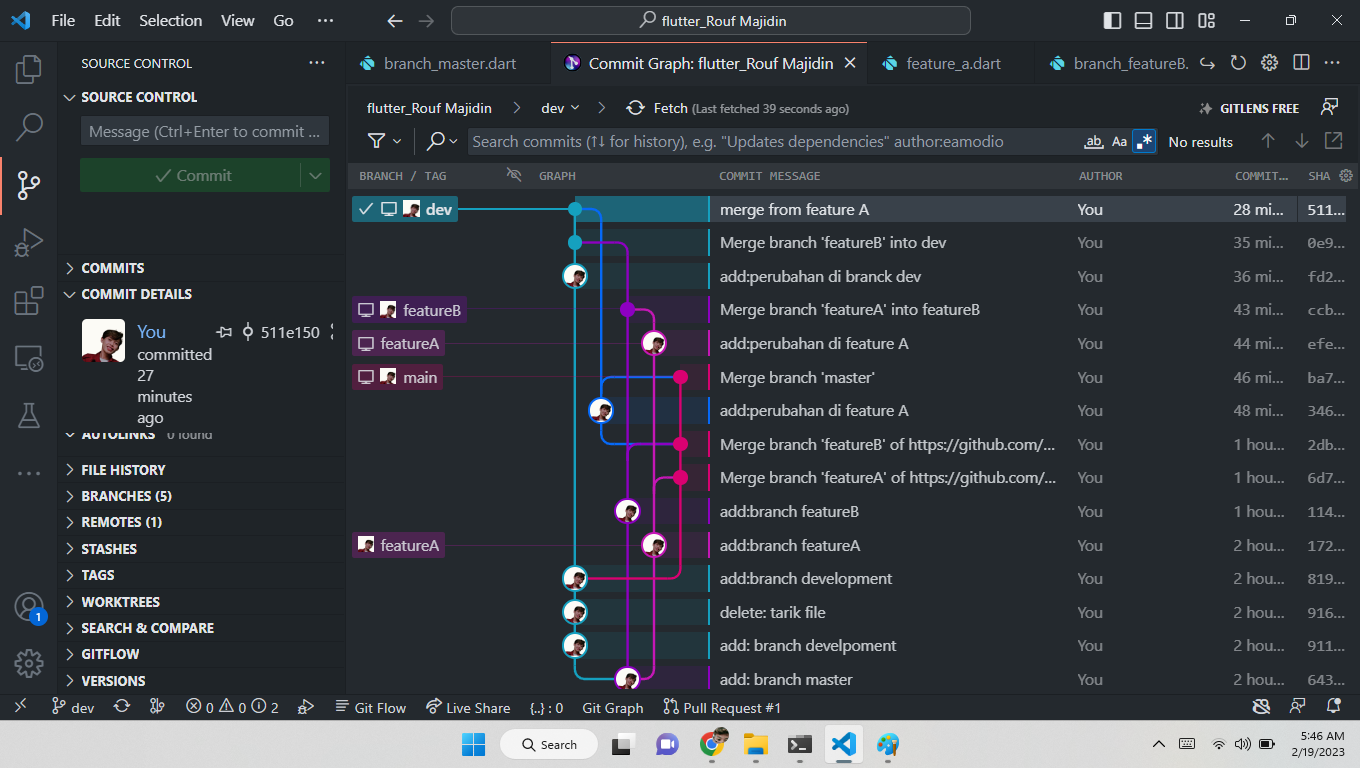 File Edit Selection View Go ···
flutter_Rouf Majidin
SOURCE CONTROL ···
branch_master.dart
Commit Graph: flutter_Rouf Majidin
feature_a.dart
branch_featureB.
SOURCE CONTROL
Message (Ctrl+Enter to commit ...
Commit
flutter_Rouf Majidin > dev > Fetch (Last fetched 39 seconds ago)
GITLENS FREE
Search commits (↑↓ for history), e.g. "Updates dependencies" author:eamodio
ab Aa .* No results
BRANCH / TAG GRAPH COMMIT MESSAGE AUTHOR COMMIT... SHA
dev merge from feature A You 28 mi... 511...
Merge branch 'featureB' into dev You 35 mi... 0e9...
add:perubahan di branck dev You 36 mi... fd2...
featureB Merge branch 'featureA' into featureB You 43 mi... ccb...
featureA add:perubahan di feature A You 44 mi... efe...
main Merge branch 'master' You 46 mi... ba7...
add:perubahan di feature A You 48 mi... 346...
Merge branch 'featureB' of https://github.com/... You 1 hou... 2db...
Merge branch 'featureA' of https://github.com/... You 1 hou... 6d7...
add:branch featureB You 1 hou... 114...
featureA add:branch featureA You 2 hou... 172...
add:branch development You 2 hou... 819...
delete: tarik file You 2 hou... 916...
add: branch develpoment You 2 hou... 911...
add: branch master You 2 hou... 643...
COMMITS
COMMIT DETAILS
You 511e150
committed
27
minutes
ago
AUTOLINKS 0 found
FILE HISTORY
BRANCHES (5)
REMOTES (1)
STASHES
TAGS
WORKTREES
SEARCH & COMPARE
GITFLOW
VERSIONS
1
dev 0 0 2 Git Flow Live Share {..} : 0 Git Graph Pull Request #1
Search
5:46 AM
2/19/2023